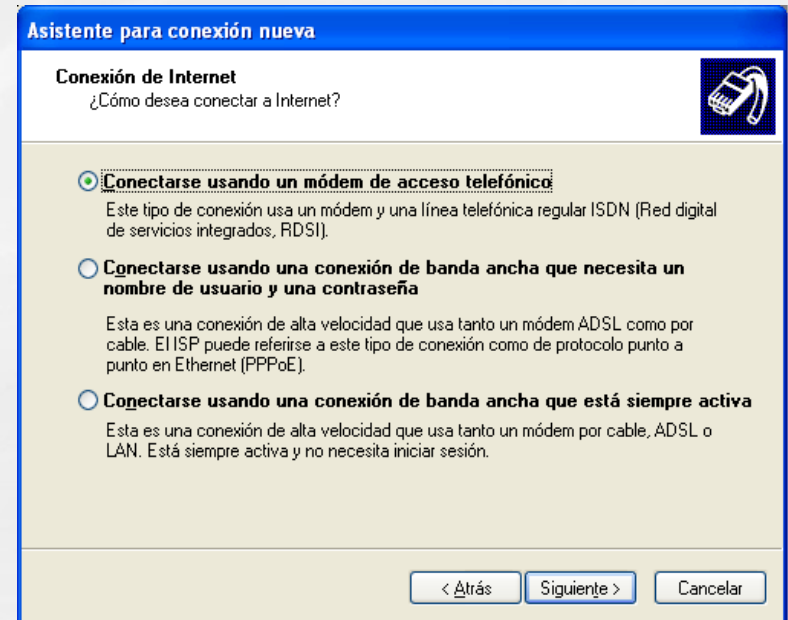 Asistente para conexión nueva
Conexión de Internet
¿Cómo desea conectar a Internet?
Conectarse usando un módem de acceso telefónico
Este tipo de conexión usa un módem y una línea telefónica regular ISDN (Red digital
de servicios integrados, RDSI).
Conectarse usando una conexión de banda ancha que necesita un
nombre de usuario y una contraseña
Esta es una conexión de alta velocidad que usa tanto un módem ADSL como por
cable. El ISP puede referirse a este tipo de conexión como de protocolo punto a
punto en Ethernet (PPPoE).
Conectarse usando una conexión de banda ancha que está siempre activa
Esta es una conexión de alta velocidad que usa tanto un módem por cable, ADSL o
LAN. Está siempre activa y no necesita iniciar sesión.
< Atrás Siguiente > Cancelar